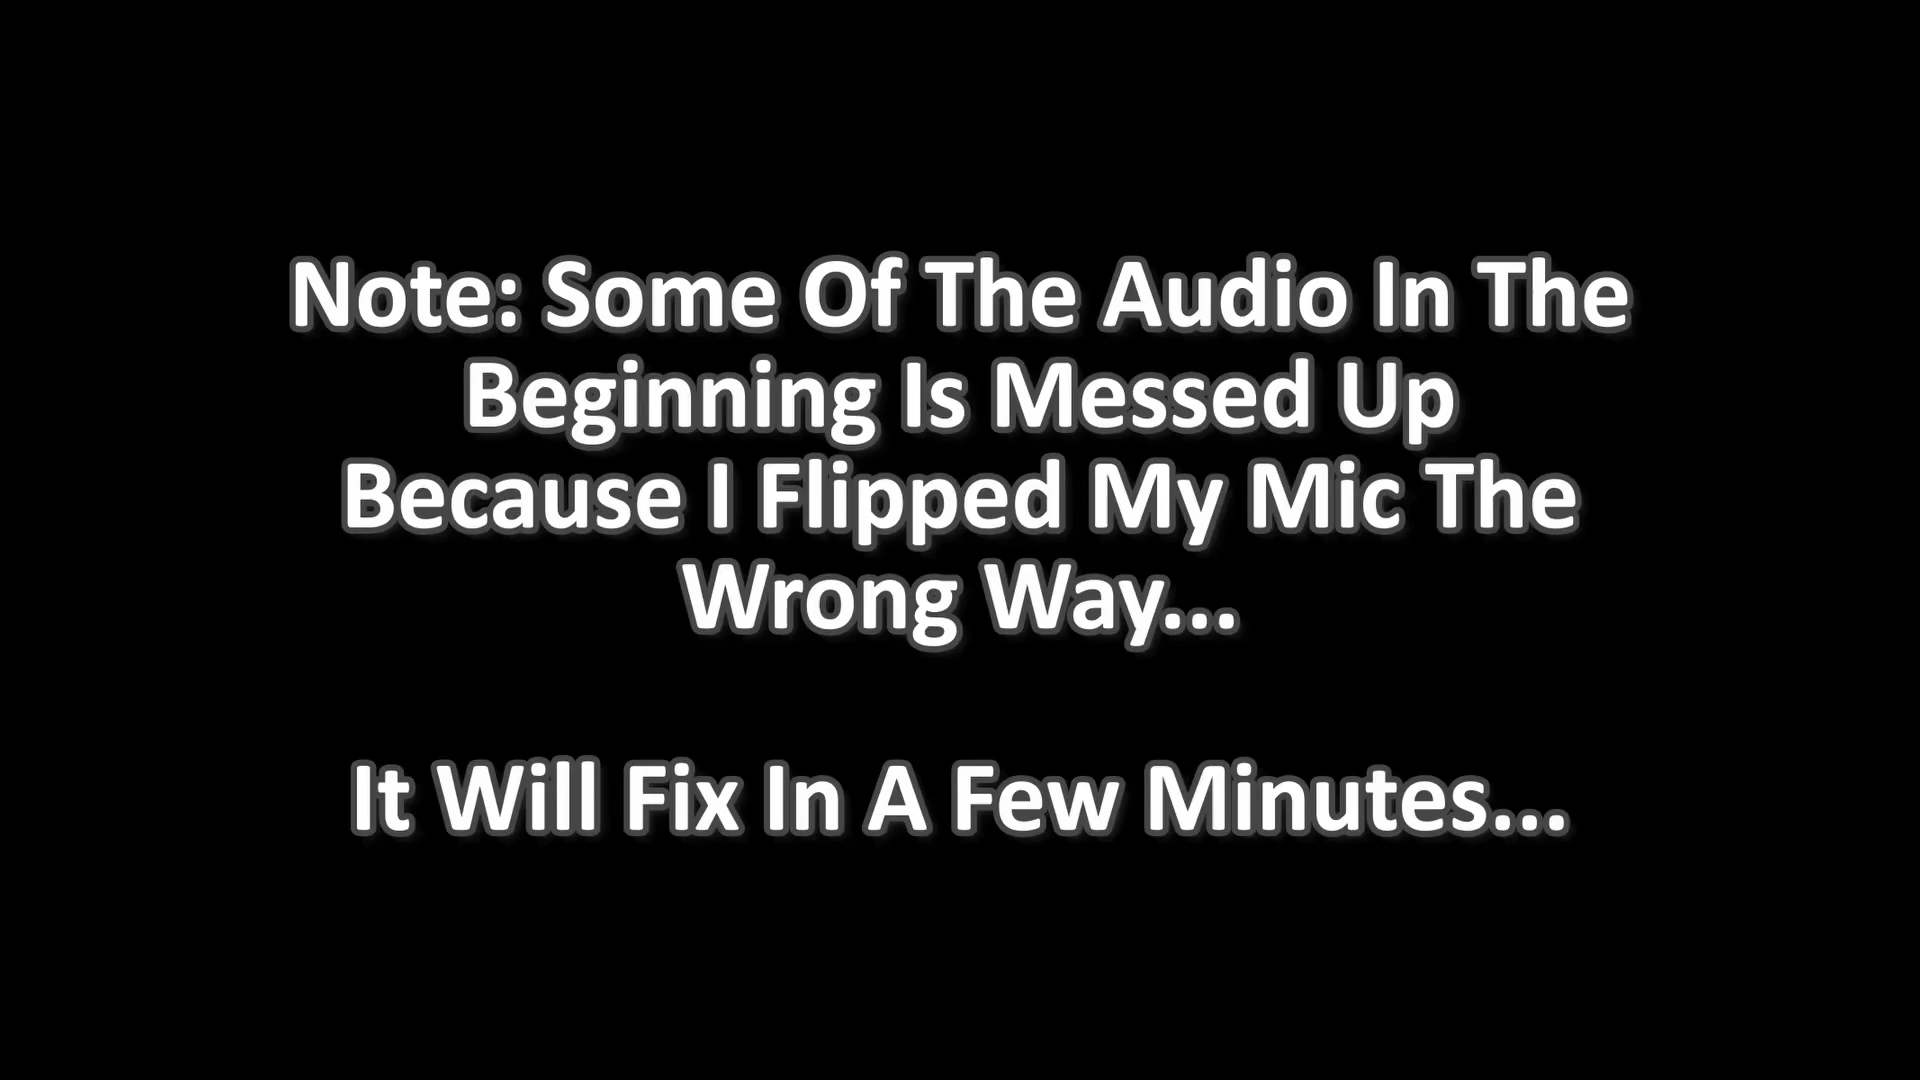 Note: Some Of The Audio In The
Beginning Is Messed Up
Because I Flipped My Mic The
Wrong Way...
It Will Fix In A Few Minutes...